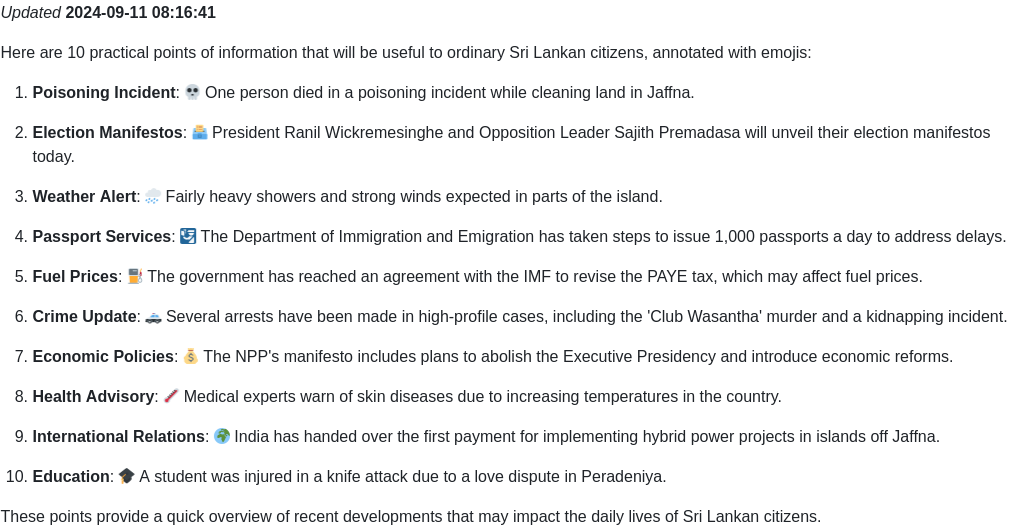 Updated 2024-09-11 08:16:41
Here are 10 practical points of information that will be useful to ordinary Sri Lankan citizens, annotated with emojis:
1. Poisoning Incident: 💀 One person died in a poisoning incident while cleaning land in Jaffna.
2. Election Manifestos: 🗳️ President Ranil Wickremesinghe and Opposition Leader Sajith Premadasa will unveil their election manifestos
today.
3. Weather Alert: 🌧️ Fairly heavy showers and strong winds expected in parts of the island.
4. Passport Services: 🛂 The Department of Immigration and Emigration has taken steps to issue 1,000 passports a day to address delays.
5. Fuel Prices: ⛽ The government has reached an agreement with the IMF to revise the PAYE tax, which may affect fuel prices.
6. Crime Update: 🚓 Several arrests have been made in high-profile cases, including the 'Club Wasantha' murder and a kidnapping incident.
7. Economic Policies: 💰 The NPP's manifesto includes plans to abolish the Executive Presidency and introduce economic reforms.
8. Health Advisory: 🌡️ Medical experts warn of skin diseases due to increasing temperatures in the country.
9. International Relations: 🌍 India has handed over the first payment for implementing hybrid power projects in islands off Jaffna.
10. Education: 🎓 A student was injured in a knife attack due to a love dispute in Peradeniya.
These points provide a quick overview of recent developments that may impact the daily lives of Sri Lankan citizens.